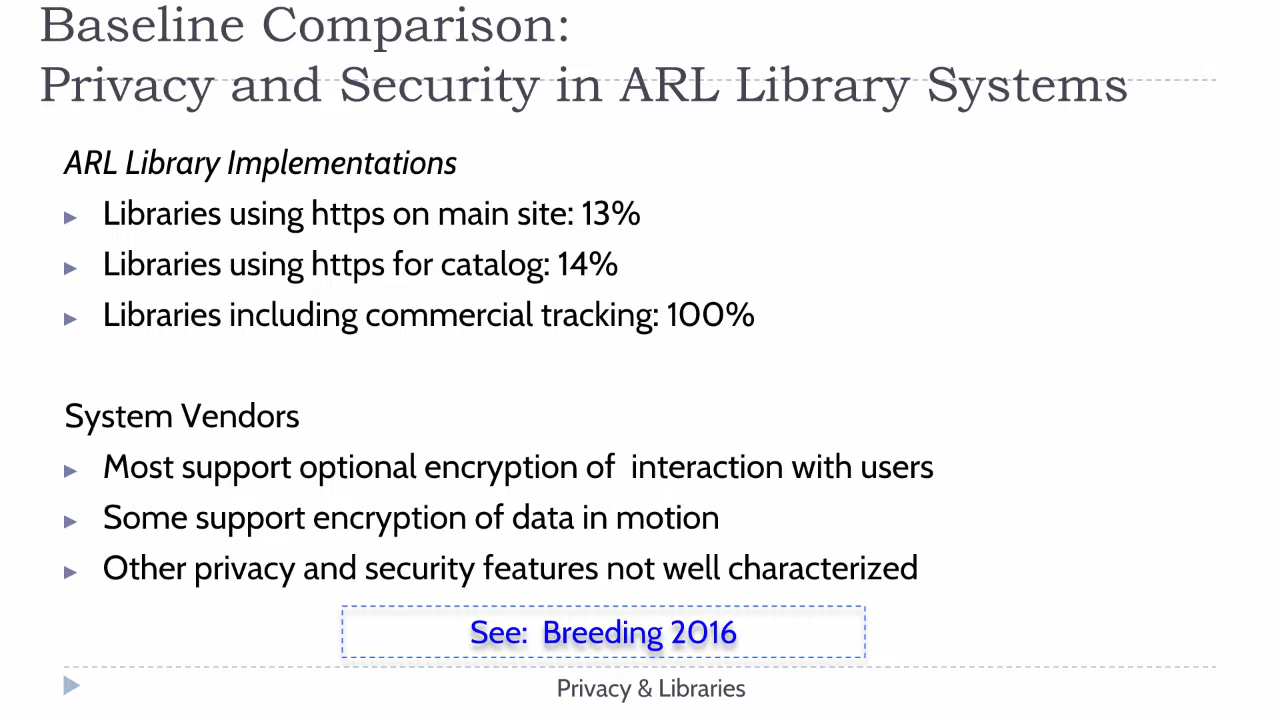 Baseline Comparison:
Privacy and Security in ARL Library Systems
ARL Library Implementations
Libraries using https on main site: 13%
Libraries using https for catalog: 14%
Libraries including commercial tracking: 100%
System Vendors
Most support optional encryption of  interaction with users
Some support encryption of data in motion
Other privacy and security features not well characterized
See:  Breeding 2016
Privacy & Libraries